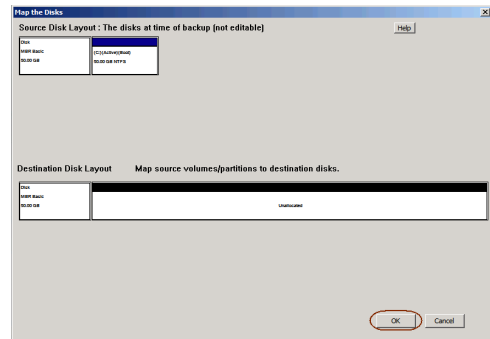 Map the Disks
Source Disk Layout : The disks at time of backup (not editable)
Help
Disk
MBR Basic
50.00 GB
(C:)(Active)(Boot)
50.00 GB NTFS
Destination Disk Layout Map source volumes/partitions to destination disks.
Disk
MBR Basic
50.00 GB
Unallocated
OK Cancel